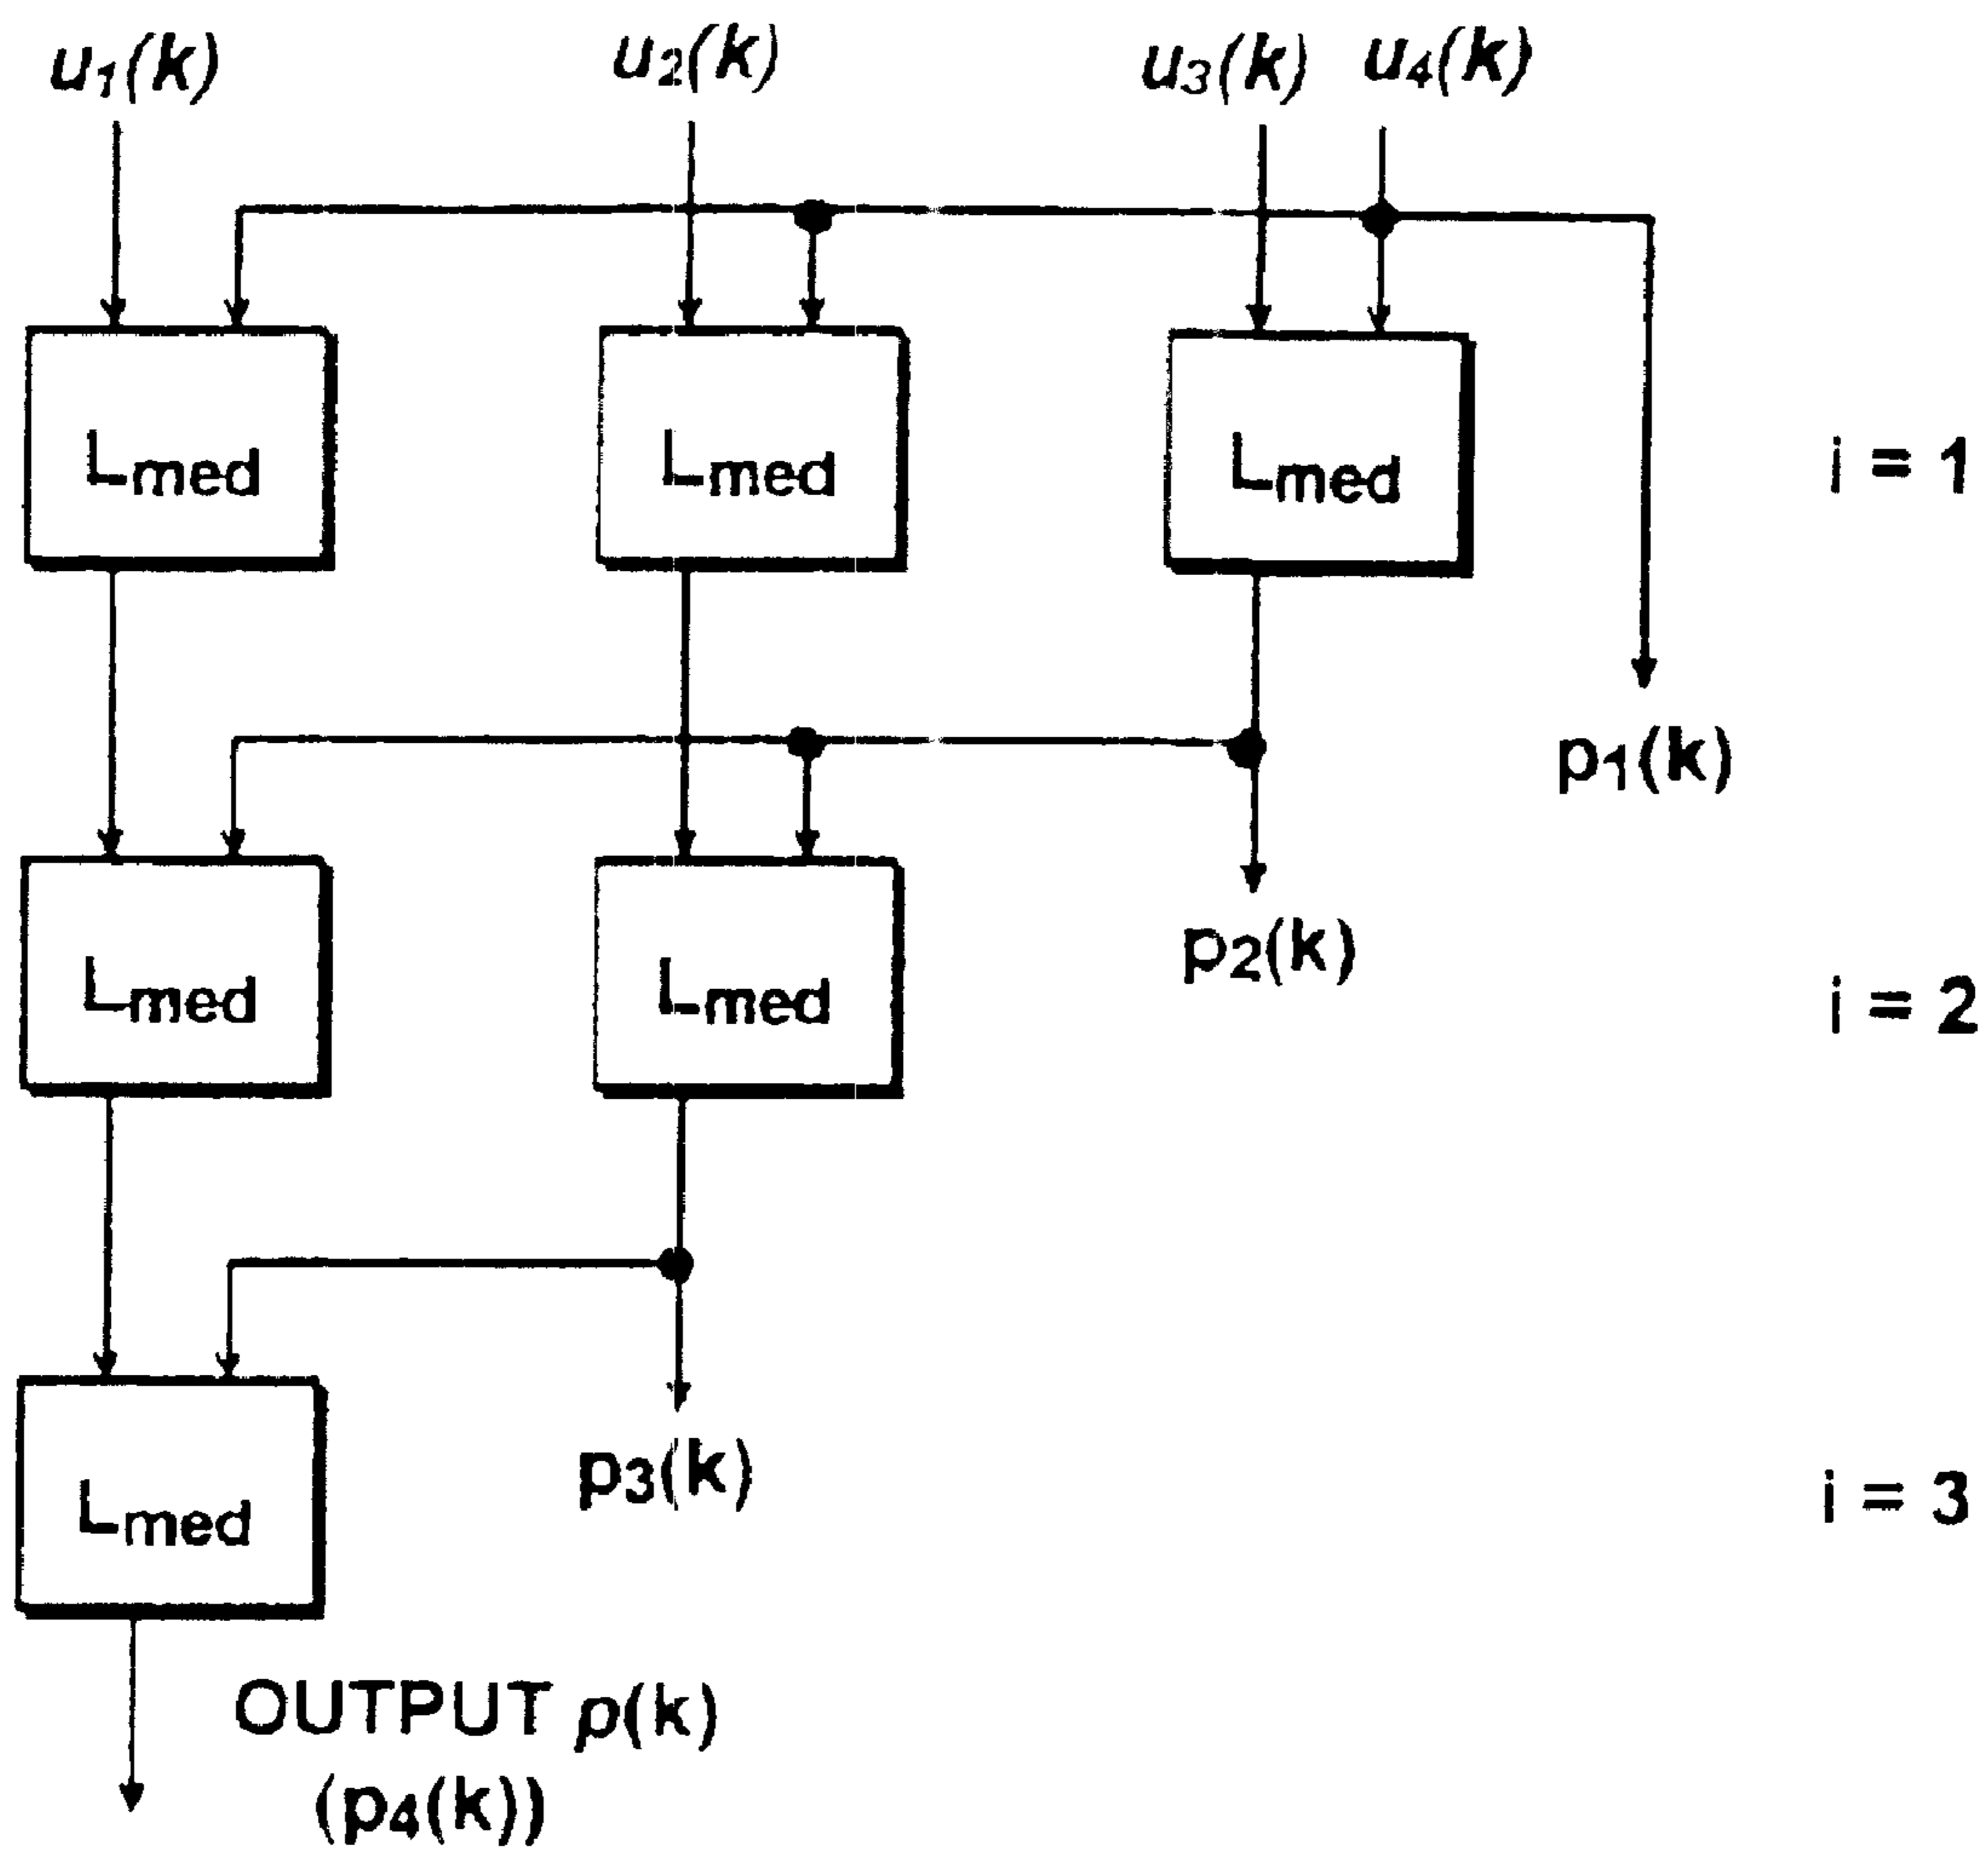 u1(k) u2(k) u3(k) u4(k)
Lmed Lmed Lmed i = 1
p1(k)
p2(k)
Lmed Lmed i = 2
p3(k)
Lmed i = 3
OUTPUT p(k)
(p4(k))